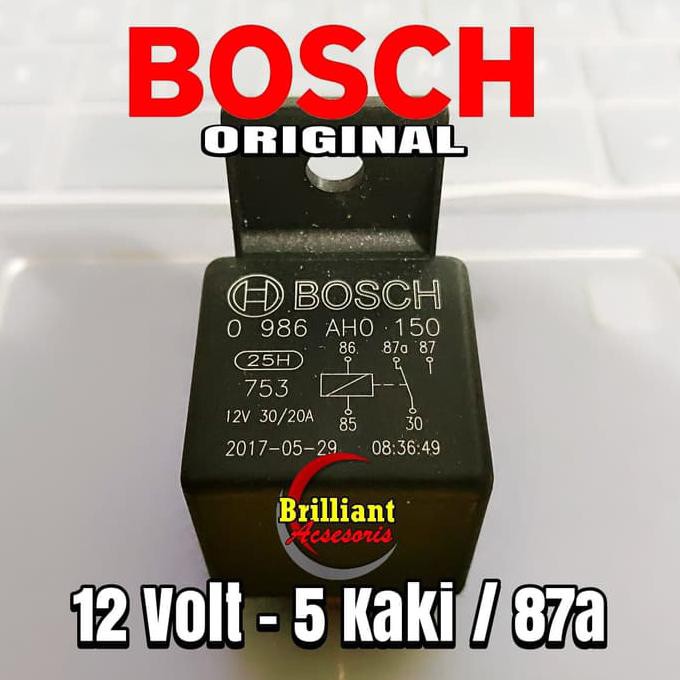 BOSCH
ORIGINAL
BOSCH
0 986 AH0 150
25H
86 87a 87
753
12V 30/20A
85 30
2017-05-29 08:36:49
Brilliant
Acsesoris
12 Volt - 5 Kaki / 87a